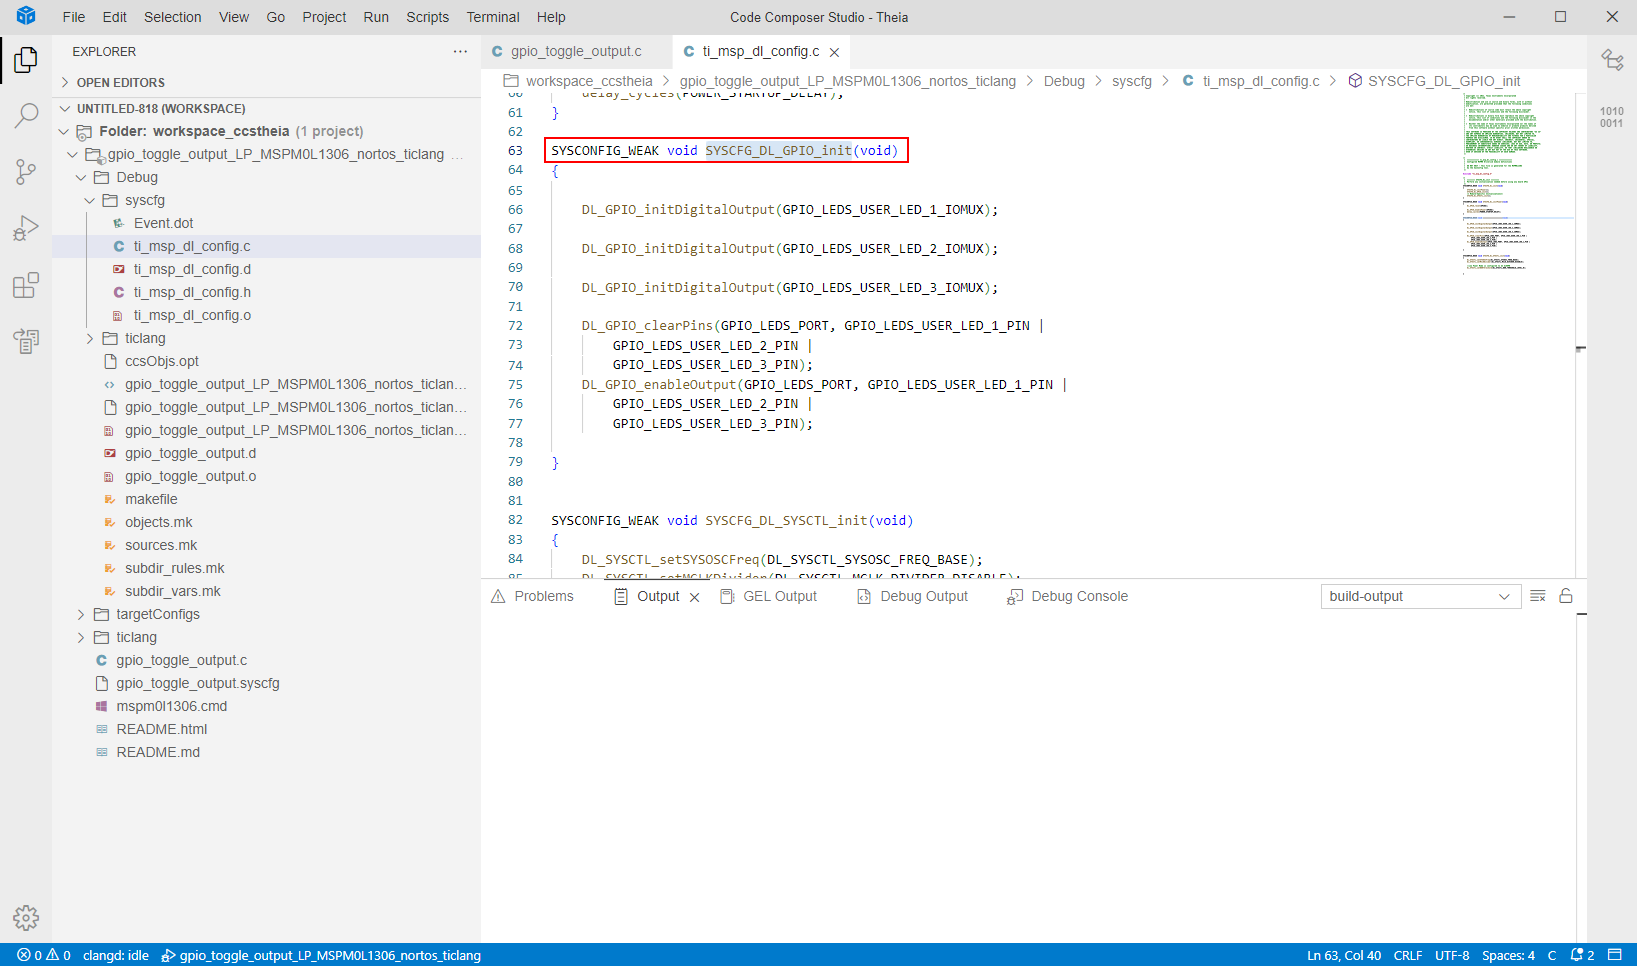 File Edit Selection View Go Project Run Scripts Terminal Help
Code Composer Studio - Theia
EXPLORER
OPEN EDITORS
UNTITLED-818 (WORKSPACE)
Folder: workspace_ccstheia (1 project)
gpio_toggle_output_LP_MSPM0L1306_nortos_ticlang ...
Debug
syscfg
Event.dot
ti_msp_dl_config.c
ti_msp_dl_config.d
ti_msp_dl_config.h
ti_msp_dl_config.o
ticlang
ccsObjs.opt
gpio_toggle_output_LP_MSPM0L1306_nortos_ticlan...
gpio_toggle_output_LP_MSPM0L1306_nortos_ticlan...
gpio_toggle_output_LP_MSPM0L1306_nortos_ticlan...
gpio_toggle_output.d
gpio_toggle_output.o
makefile
objects.mk
sources.mk
subdir_rules.mk
subdir_vars.mk
targetConfigs
ticlang
gpio_toggle_output.c
gpio_toggle_output.syscfg
mspm0l1306.cmd
README.html
README.md
C gpio_toggle_output.c C ti_msp_dl_config.c
workspace_ccstheia > gpio_toggle_output_LP_MSPM0L1306_nortos_ticlang > Debug > syscfg > C ti_msp_dl_config.c > SYSCFG_DL_GPIO_init
60 delay_cycles(POWER_STARTUP_DELAY);
61 }
62
63 SYSCONFIG_WEAK void SYSCFG_DL_GPIO_init(void)
64 {
65
66 DL_GPIO_initDigitalOutput(GPIO_LEDS_USER_LED_1_IOMUX);
67
68 DL_GPIO_initDigitalOutput(GPIO_LEDS_USER_LED_2_IOMUX);
69
70 DL_GPIO_initDigitalOutput(GPIO_LEDS_USER_LED_3_IOMUX);
71
72 DL_GPIO_clearPins(GPIO_LEDS_PORT, GPIO_LEDS_USER_LED_1_PIN |
73 GPIO_LEDS_USER_LED_2_PIN |
74 GPIO_LEDS_USER_LED_3_PIN);
75 DL_GPIO_enableOutput(GPIO_LEDS_PORT, GPIO_LEDS_USER_LED_1_PIN |
76 GPIO_LEDS_USER_LED_2_PIN |
77 GPIO_LEDS_USER_LED_3_PIN);
78
79 }
80
81
82 SYSCONFIG_WEAK void SYSCFG_DL_SYSCTL_init(void)
83 {
84 DL_SYSCTL_setSYSOSCFreq(DL_SYSCTL_SYSOSC_FREQ_BASE);
85 DL_SYSCTL_setMCLKDivider(DL_SYSCTL_MCLK_DIVIDER_DISABLE);
1010
0011
Problems Output GEL Output Debug Output Debug Console build-output
0 0 clangd: idle gpio_toggle_output_LP_MSPM0L1306_nortos_ticlang Ln 63, Col 40 CRLF UTF-8 Spaces: 4 C 2